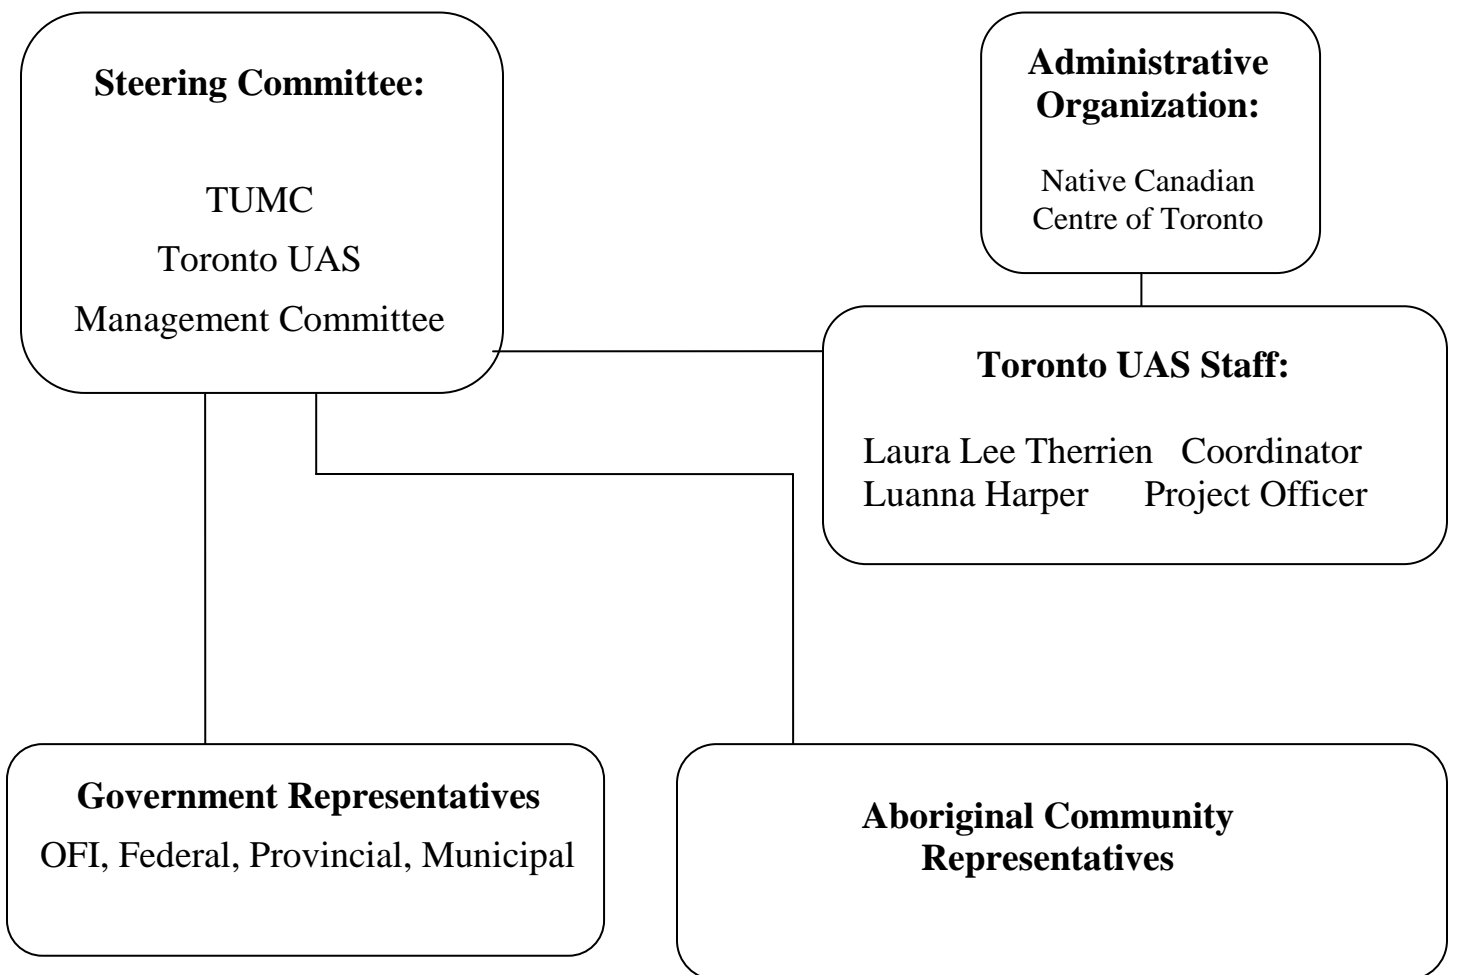 Steering Committee:
TUMC
Toronto UAS
Management Committee
Administrative
Organization:
Native Canadian
Centre of Toronto
Toronto UAS Staff:
Laura Lee Therrien Coordinator
Luanna Harper Project Officer
Government Representatives
OFI, Federal, Provincial, Municipal
Aboriginal Community
Representatives